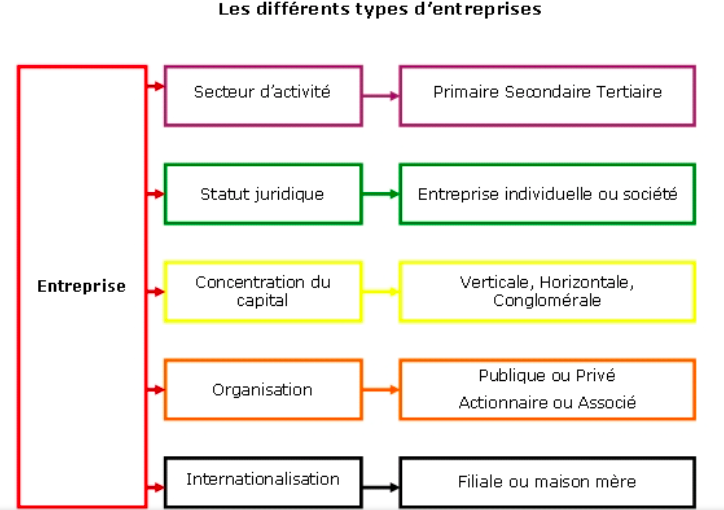 Les différents types d'entreprises
Secteur d'activité
Primaire Secondaire Tertiaire
Statut juridique
Entreprise individuelle ou société
Entreprise
Concentration du
capital
Verticale, Horizontale,
Conglomérale
Organisation
Publique ou Privé
Actionnaire ou Associé
Internationalisation
Filiale ou maison mère